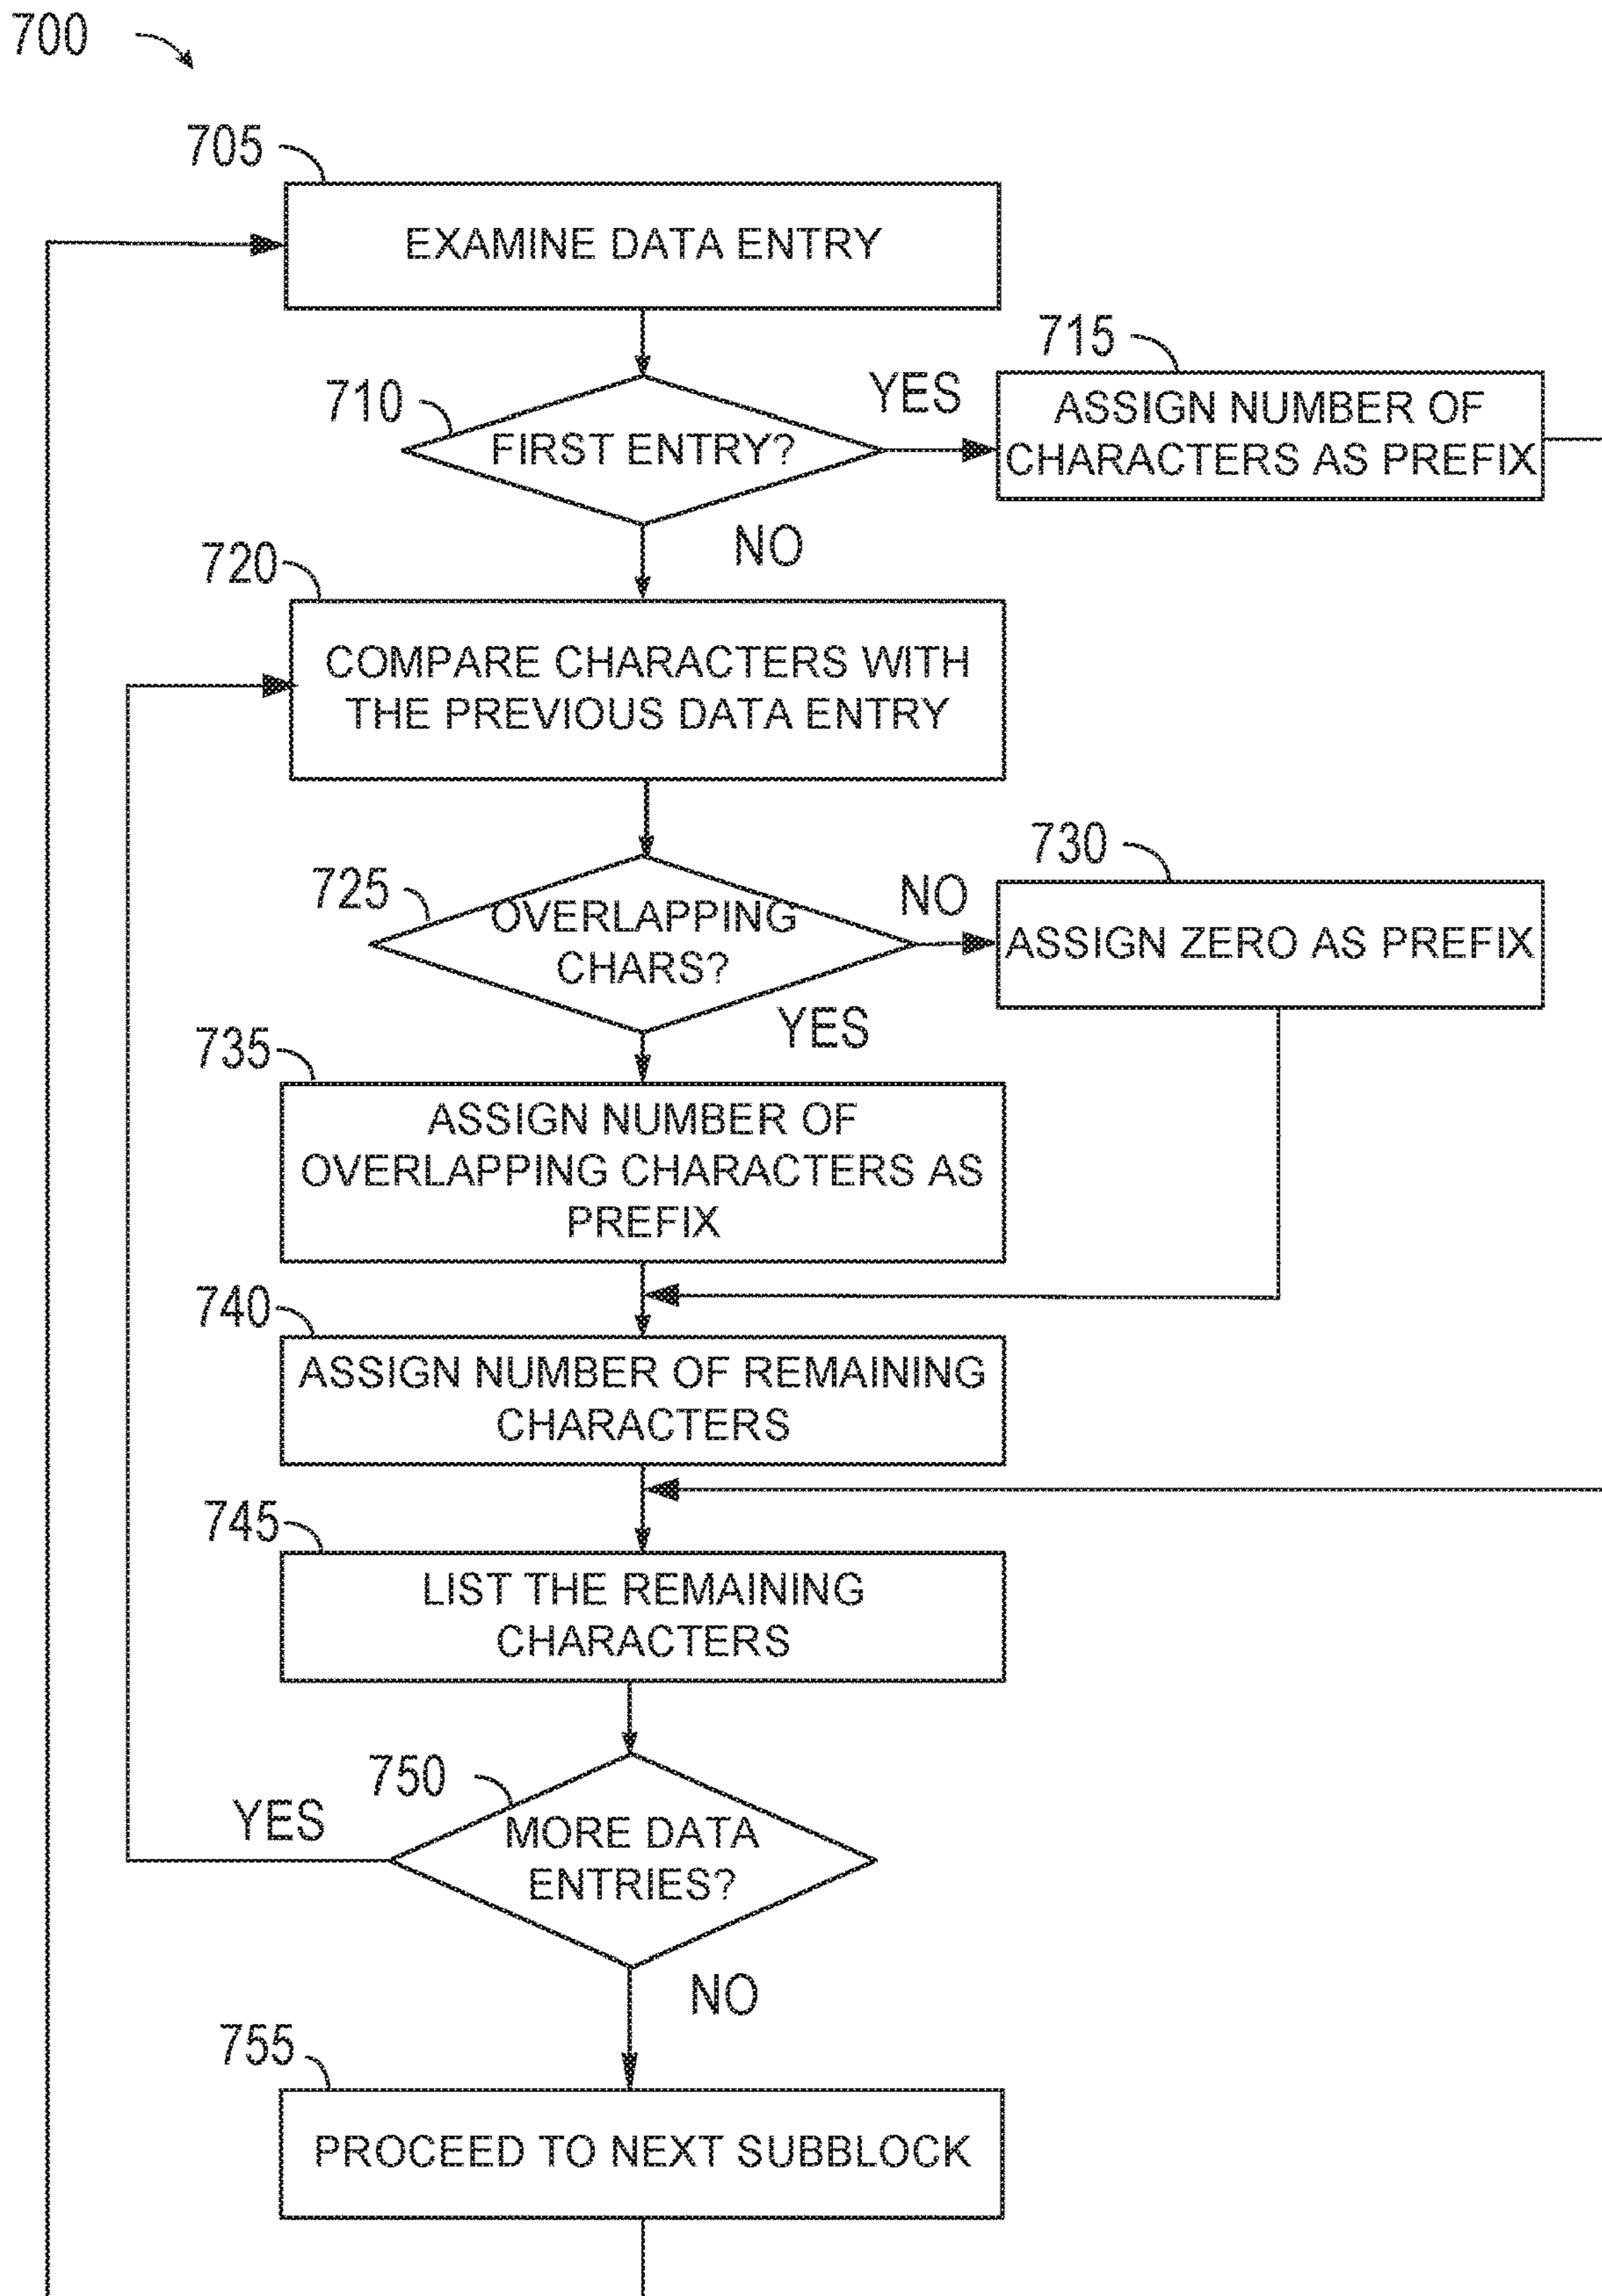 700
705
EXAMINE DATA ENTRY
710
FIRST ENTRY?
YES
715
ASSIGN NUMBER OF
CHARACTERS AS PREFIX
NO
720
COMPARE CHARACTERS WITH
THE PREVIOUS DATA ENTRY
725
OVERLAPPING
CHARS?
NO
730
ASSIGN ZERO AS PREFIX
YES
735
ASSIGN NUMBER OF
OVERLAPPING CHARACTERS AS
PREFIX
740
ASSIGN NUMBER OF REMAINING
CHARACTERS
745
LIST THE REMAINING
CHARACTERS
750
YES
MORE DATA
ENTRIES?
NO
755
PROCEED TO NEXT SUBBLOCK